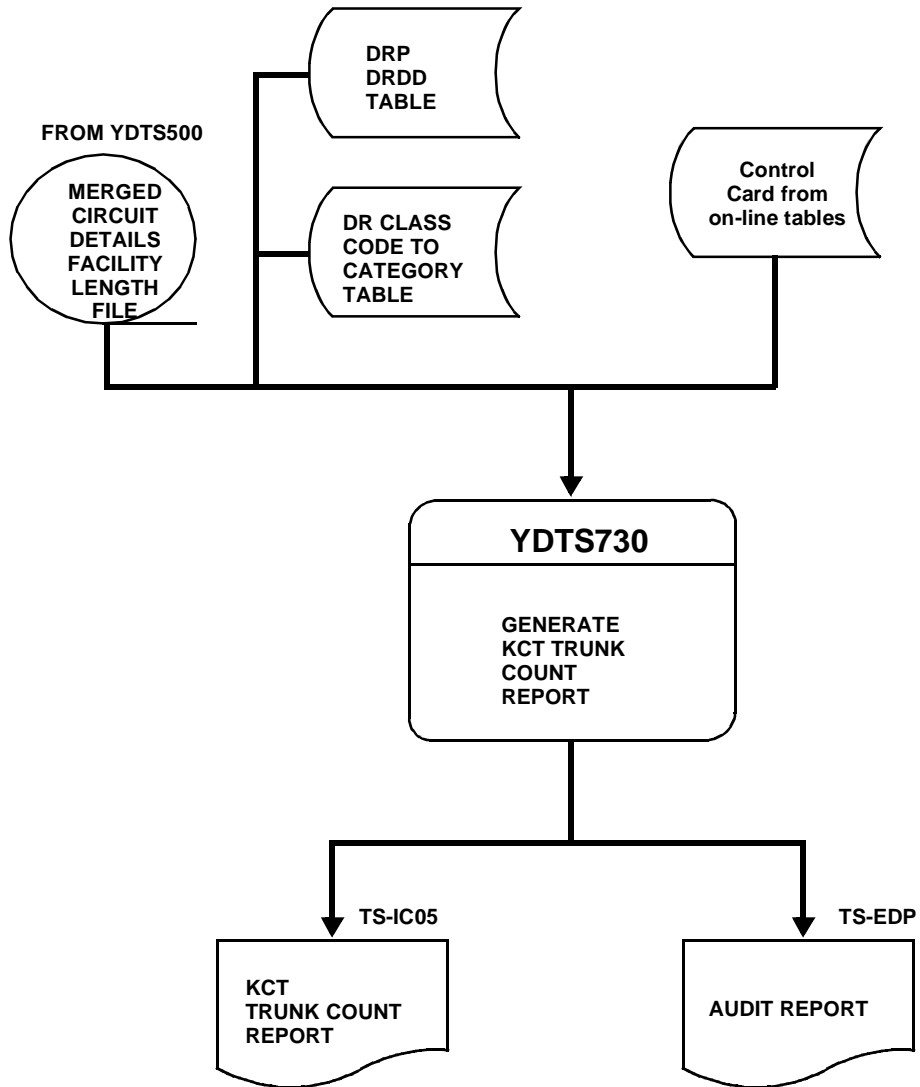 DRP
DRDD
TABLE
FROM YDTS500
MERGED
CIRCUIT
DETAILS
FACILITY
LENGTH
FILE
DR CLASS
CODE TO
CATEGORY
TABLE
Control
Card from
on-line tables
YDTS730
GENERATE
KCT TRUNK
COUNT
REPORT
TS-IC05
KCT
TRUNK COUNT
REPORT
TS-EDP
AUDIT REPORT